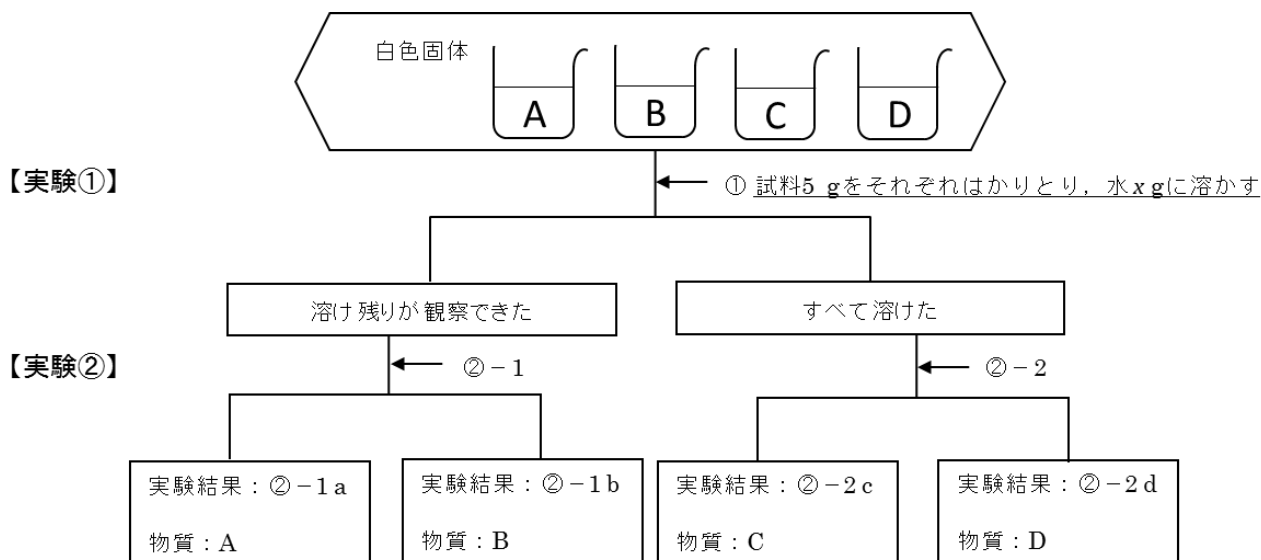 白色固体
A B C D
【実験①】
① 試料5 gをそれぞれはかりとり，水x gに溶かす
溶け残りが観察できた
すべて溶けた
【実験②】
②－1
②－2
実験結果：②－1a
物質：A
実験結果：②－1b
物質：B
実験結果：②－2c
物質：C
実験結果：②－2d
物質：D